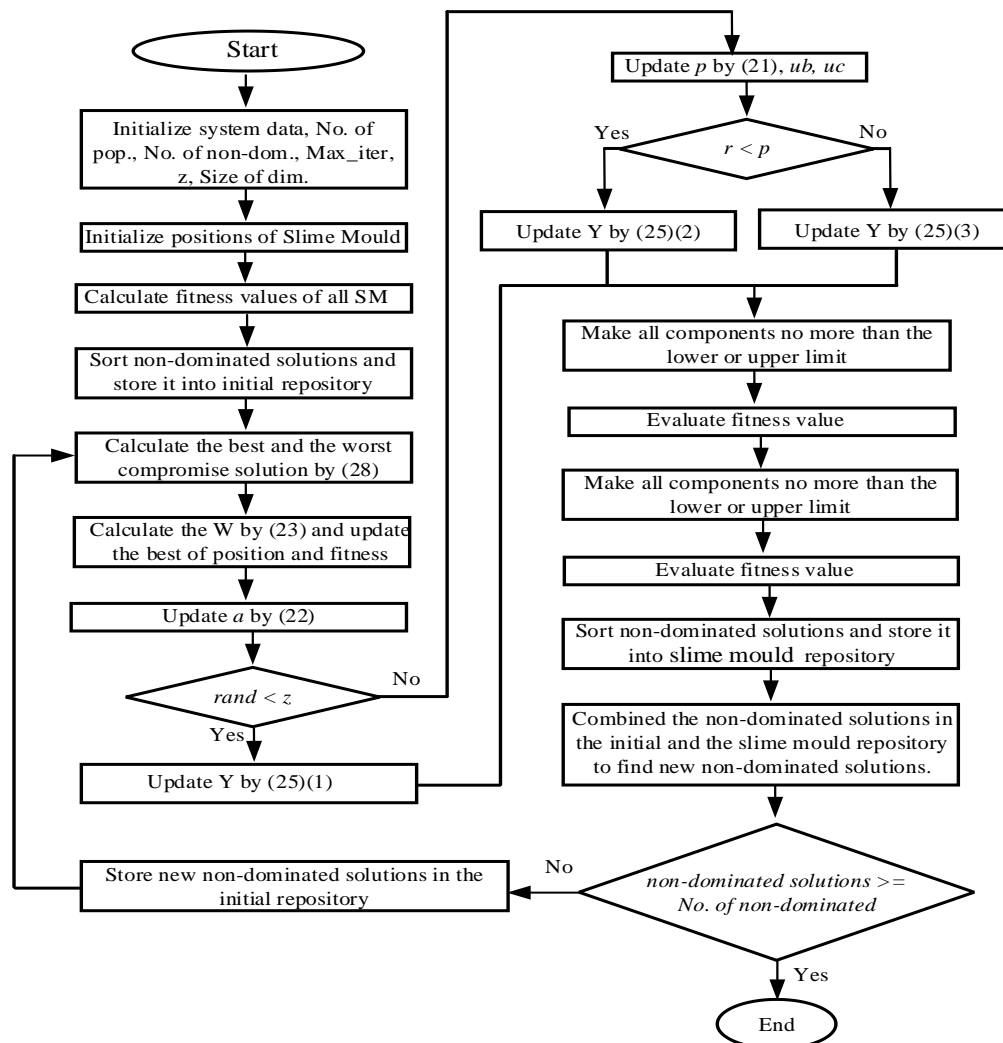 Start
Initialize system data, No. of
pop., No. of non-dom., Max_iter,
z, Size of dim.
Initialize positions of Slime Mould
Calculate fitness values of all SM
Sort non-dominated solutions and
store it into initial repository
Calculate the best and the worst
compromise solution by (28)
Calculate the W by (23) and update
the best of position and fitness
Update a by (22)
rand < z
No
Yes
Update Y by (25)(1)
Update p by (21), ub, uc
Yes
No
r < p
Update Y by (25)(2)
Update Y by (25)(3)
Make all components no more than the
lower or upper limit
Evaluate fitness value
Make all components no more than the
lower or upper limit
Evaluate fitness value
Sort non-dominated solutions and store it
into slime mould repository
Combined the non-dominated solutions in
the initial and the slime mould repository
to find new non-dominated solutions.
non-dominated solutions >=
No. of non-dominated
No
Store new non-dominated solutions in the
initial repository
Yes
End